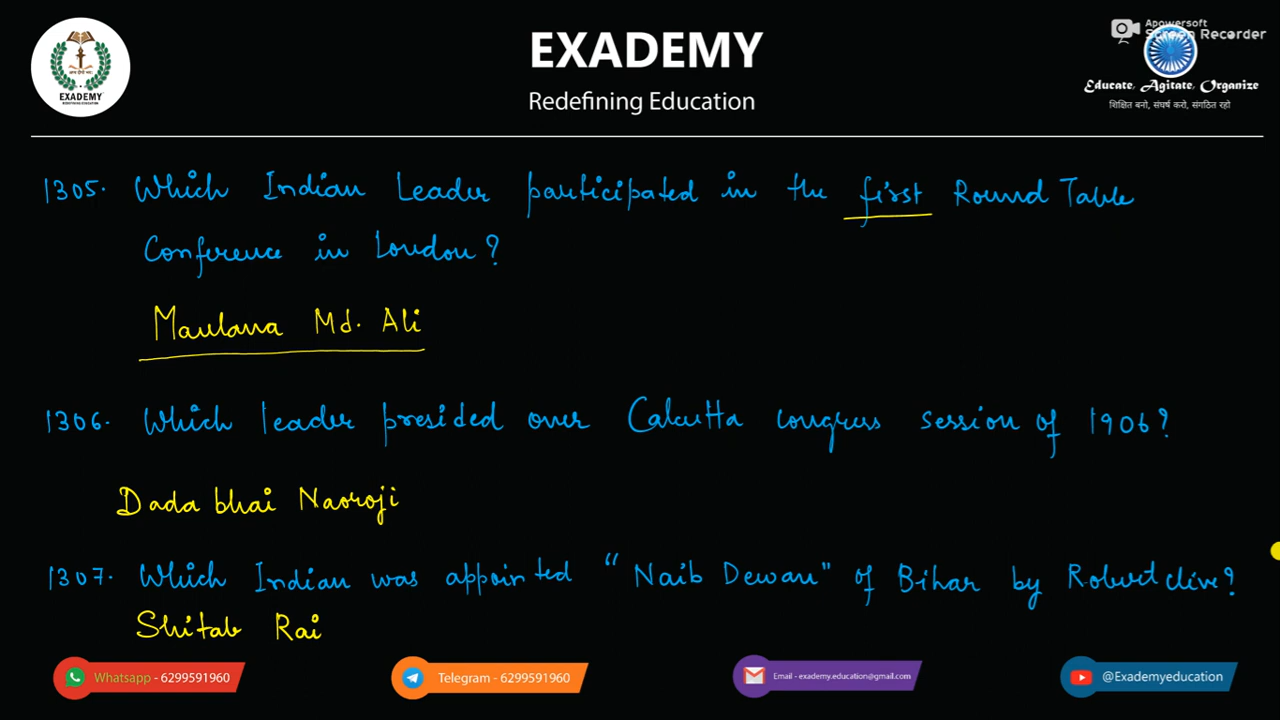 EXADEMY
Redefining Education
EXADEMY
REDEFINING EDUCATION
Apowersoft
Screen Recorder
Educate, Agitate, Organize
शिक्षित बनो, संघर्ष करो, संगठित रहो
1305. Which Indian Leader participated in the first Round Table
Conference in London?
Maulana Md. Ali
1306. Which leader presided over Calcutta congress session of 1906?
Dada bhai Naoroji
1307. Which Indian was appointed "Naib Dewan" of Bihar by Robert clive?
Shitab Rai
Whatsapp - 6299591960
Telegram - 6299591960
Email - exademy.education@gmail.com
@Exademyeducation